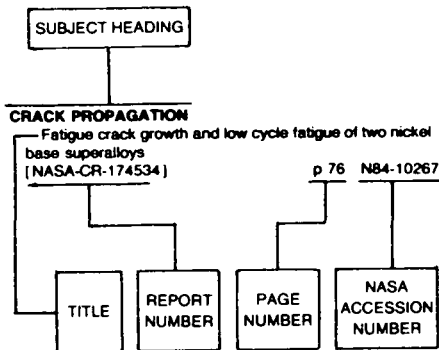 SUBJECT HEADING
CRACK PROPAGATION
Fatigue crack growth and low cycle fatigue of two nickel
base superalloys
[NASA-CR-174534] p 76 N84-10267
TITLE
REPORT
NUMBER
PAGE
NUMBER
NASA
ACCESSION
NUMBER